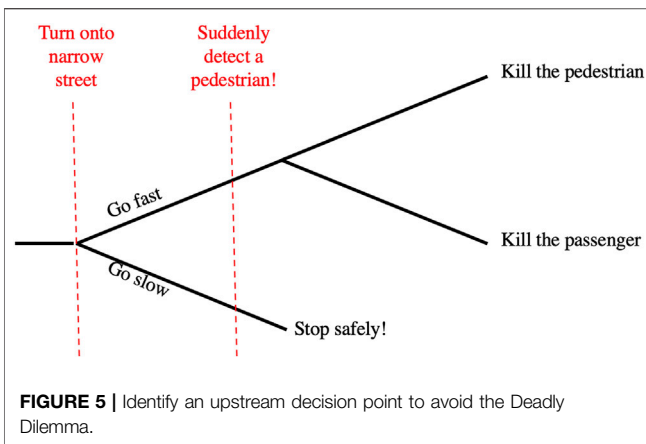 Turn onto
narrow
street
Suddenly
detect a
pedestrian!
Kill the pedestrian
Go fast
Kill the passenger
Go slow
Stop safely!
FIGURE 5 | Identify an upstream decision point to avoid the Deadly
Dilemma.